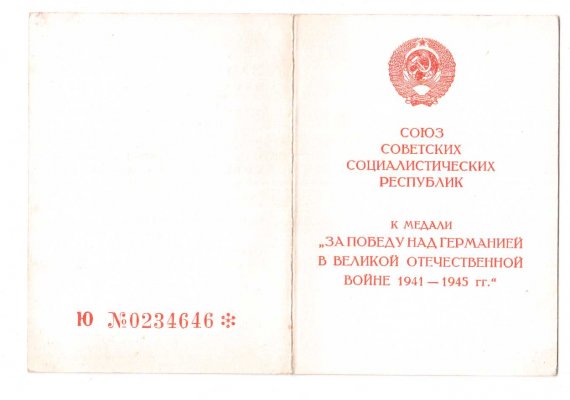 Ю №0234646
СОЮЗ
СОВЕТСКИХ
СОЦИАЛИСТИЧЕСКИХ
РЕСПУБЛИК
К МЕДАЛИ
„ЗА ПОБЕДУ НАД ГЕРМАНИЕЙ
В ВЕЛИКОЙ ОТЕЧЕСТВЕННОЙ
ВОЙНЕ 1941 — 1945 гг.“